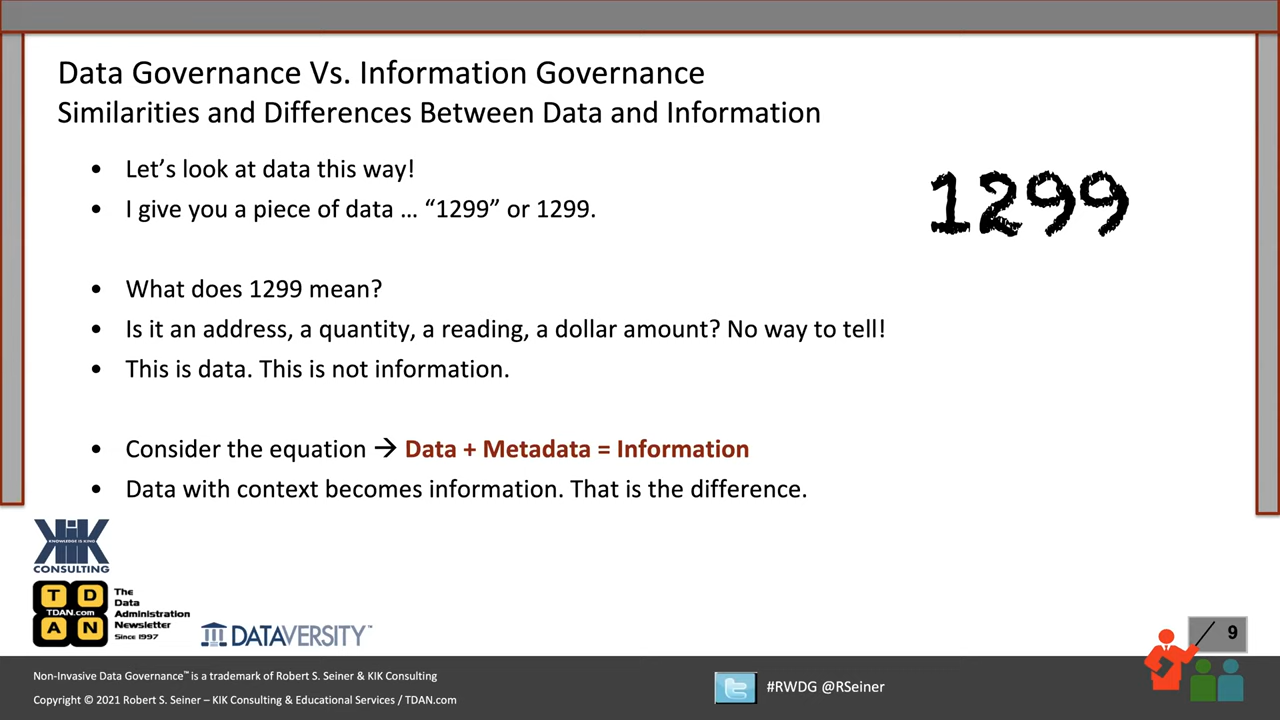 Data Governance Vs. Information Governance
Similarities and Differences Between Data and Information
• Let’s look at data this way!
• I give you a piece of data … “1299” or 1299.
1299
• What does 1299 mean?
• Is it an address, a quantity, a reading, a dollar amount? No way to tell!
• This is data. This is not information.
• Consider the equation → Data + Metadata = Information
• Data with context becomes information. That is the difference.
KIK
KNOWLEDGE IS KING
CONSULTING
T D
TDAN.com
A N
The
Data
Administration
Newsletter
Since 1997
DATAVERSITY™
9
Non-Invasive Data Governance™ is a trademark of Robert S. Seiner & KIK Consulting
Copyright © 2021 Robert S. Seiner – KIK Consulting & Educational Services / TDAN.com
#RWDG @RSeiner